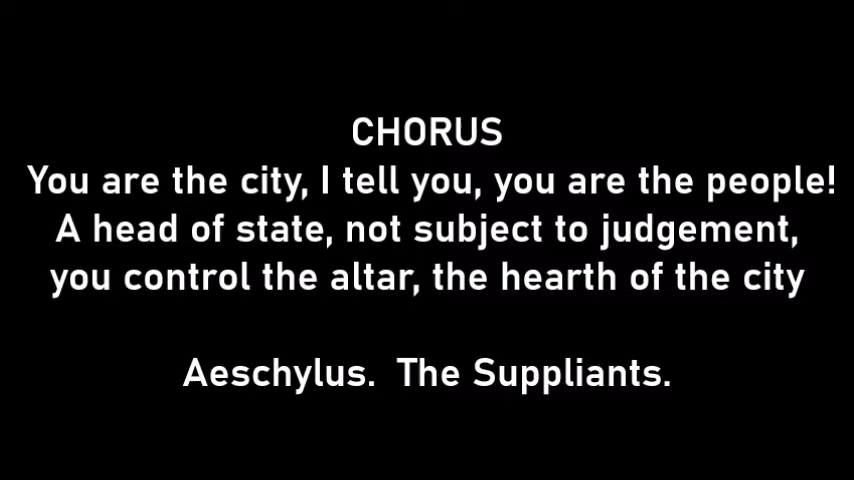 CHORUS
You are the city, I tell you, you are the people!
A head of state, not subject to judgement,
you control the altar, the hearth of the city
Aeschylus.  The Suppliants.